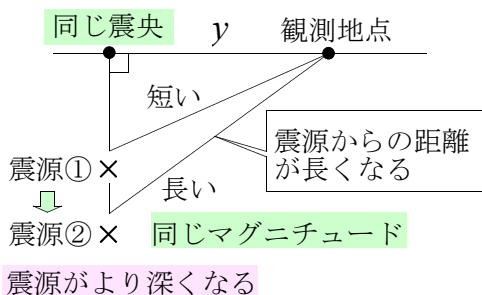 同じ震央
y
観測地点
短い
震源からの距離
が長くなる
震源①×
長い
震源②×
同じマグニチュード
震源がより深くなる